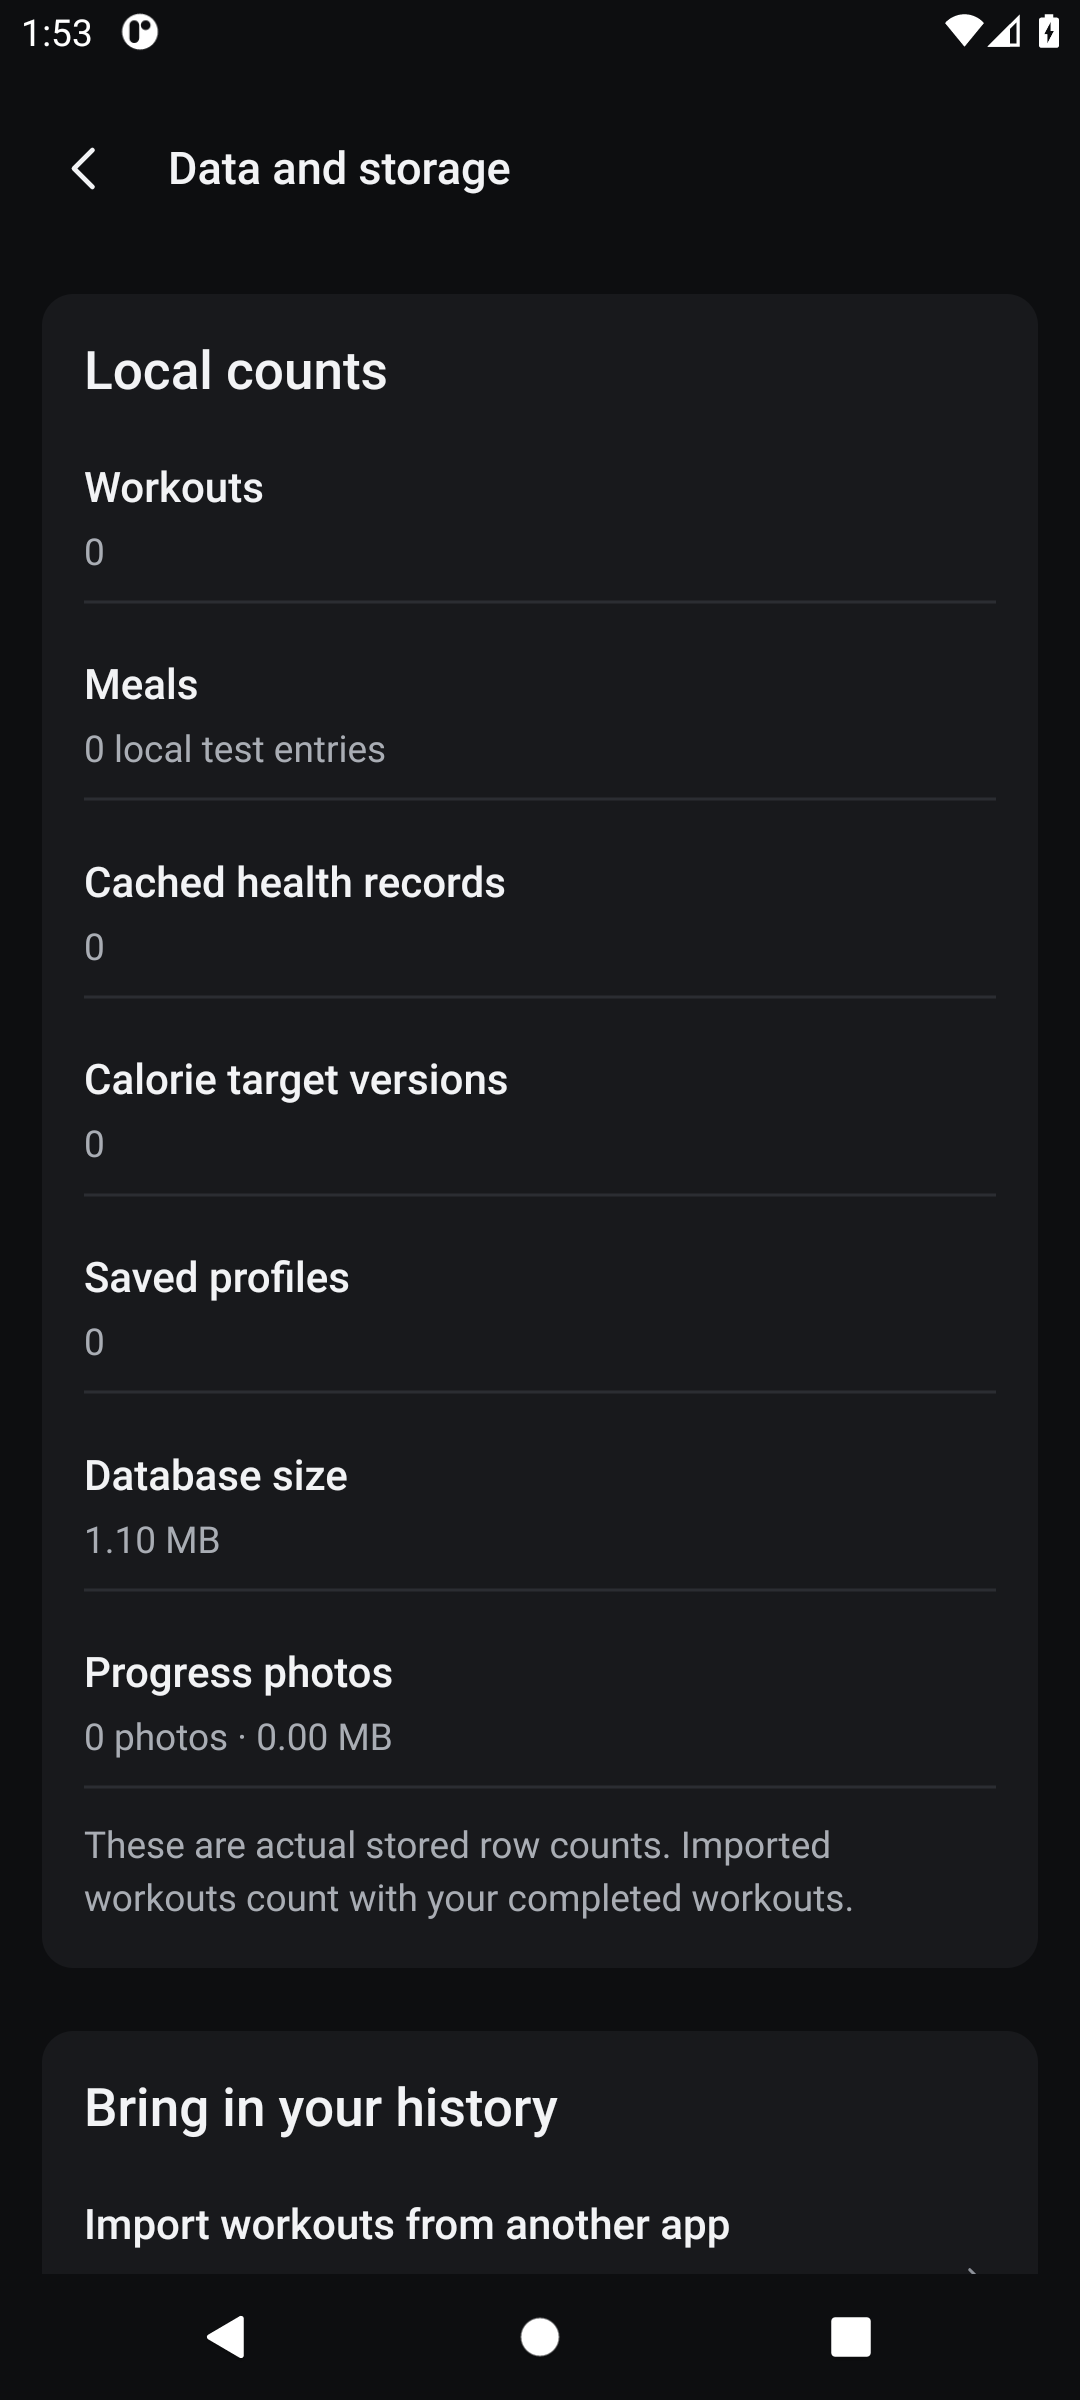 1:53
Data and storage
Local counts
Workouts
0
Meals
0 local test entries
Cached health records
0
Calorie target versions
0
Saved profiles
0
Database size
1.10 MB
Progress photos
0 photos · 0.00 MB
These are actual stored row counts. Imported
workouts count with your completed workouts.
Bring in your history
Import workouts from another app